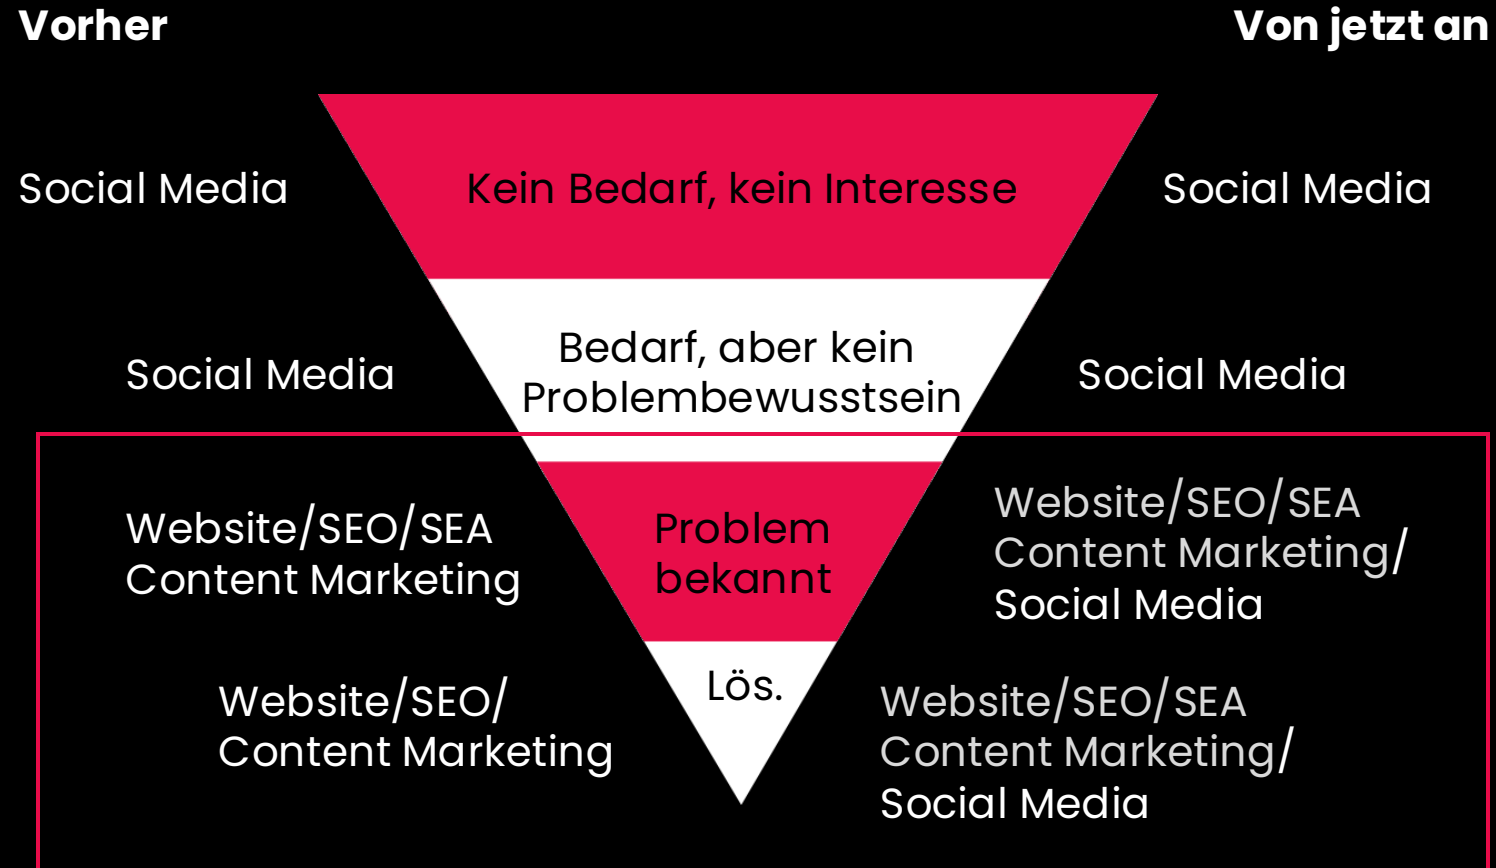 Vorher
Von jetzt an
Social Media
Kein Bedarf, kein Interesse
Social Media
Social Media
Bedarf, aber kein
Problembewusstsein
Social Media
Website/SEO/SEA
Content Marketing
Problem
bekannt
Website/SEO/SEA
Content Marketing/
Social Media
Website/SEO/
Content Marketing
Lös.
Website/SEO/SEA
Content Marketing/
Social Media